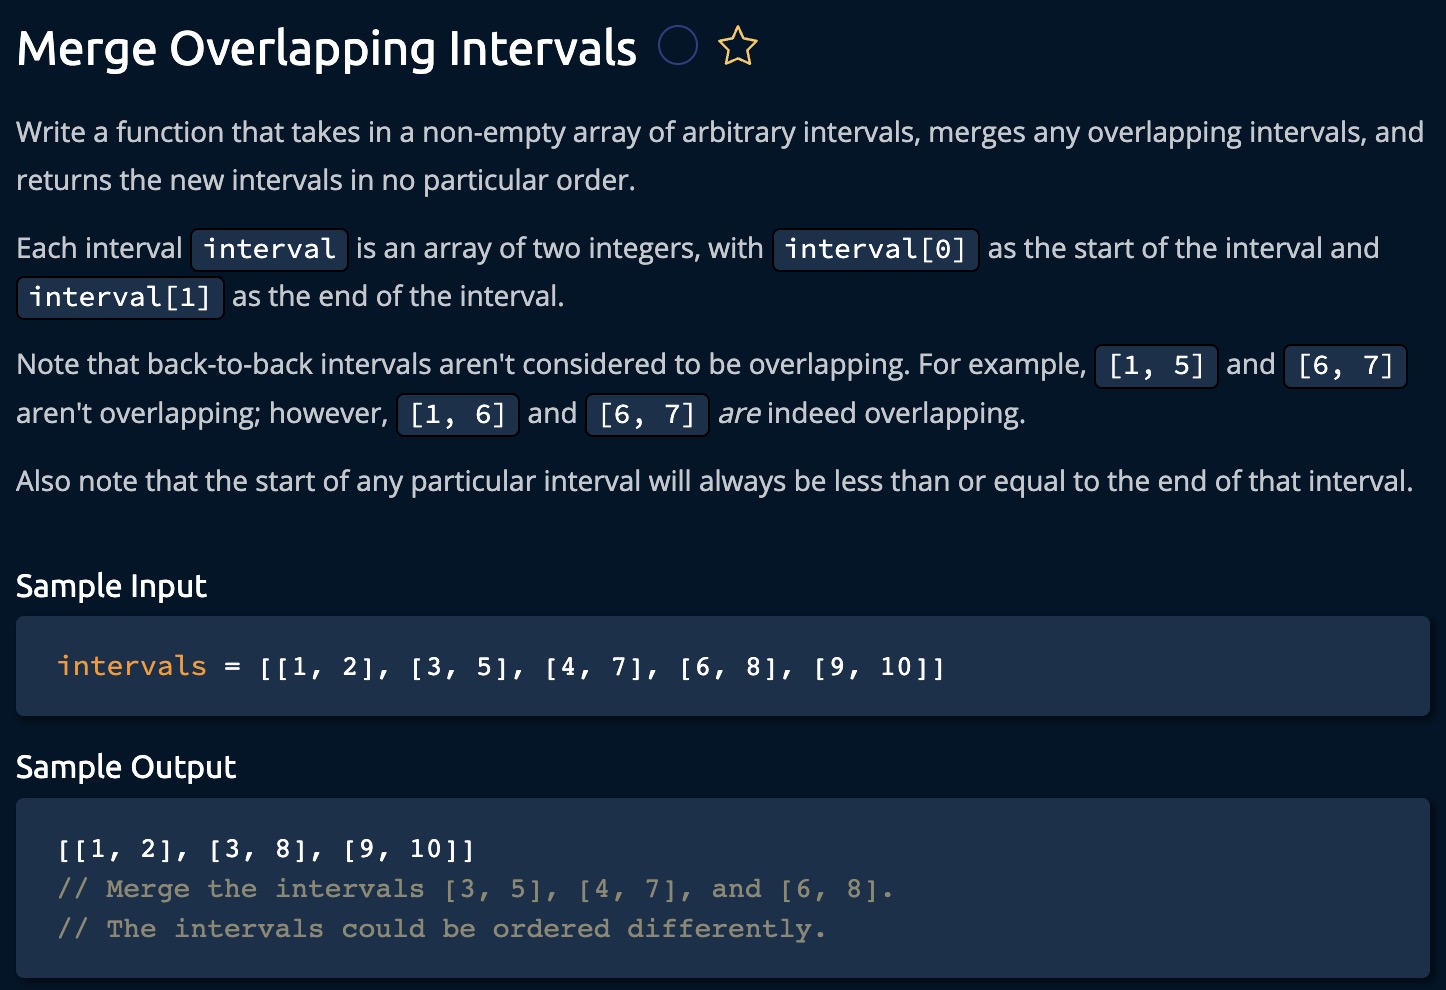 Merge Overlapping Intervals
Write a function that takes in a non-empty array of arbitrary intervals, merges any overlapping intervals, and
returns the new intervals in no particular order.
Each interval interval is an array of two integers, with interval[0] as the start of the interval and
interval[1] as the end of the interval.
Note that back-to-back intervals aren't considered to be overlapping. For example, [1, 5] and [6, 7]
aren't overlapping; however, [1, 6] and [6, 7] are indeed overlapping.
Also note that the start of any particular interval will always be less than or equal to the end of that interval.
Sample Input
intervals = [[1, 2], [3, 5], [4, 7], [6, 8], [9, 10]]
Sample Output
[[1, 2], [3, 8], [9, 10]]
// Merge the intervals [3, 5], [4, 7], and [6, 8].
// The intervals could be ordered differently.